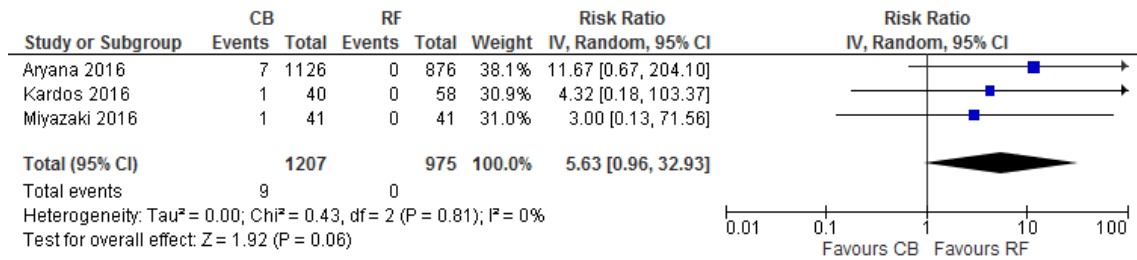 CB RF Risk Ratio Risk Ratio
Study or Subgroup Events Total Events Total Weight IV, Random, 95% CI IV, Random, 95% CI
Aryana 2016 7 1126 0 876 38.1% 11.67 [0.67, 204.10]
Kardos 2016 1 40 0 58 30.9% 4.32 [0.18, 103.37]
Miyazaki 2016 1 41 0 41 31.0% 3.00 [0.13, 71.56]
Total (95% CI) 1207 975 100.0% 5.63 [0.96, 32.93]
Total events 9 0
Heterogeneity: Tau² = 0.00; Chi² = 0.43, df = 2 (P = 0.81); I² = 0%
Test for overall effect: Z = 1.92 (P = 0.06)
0.01 0.1 1 10 100
Favours CB Favours RF